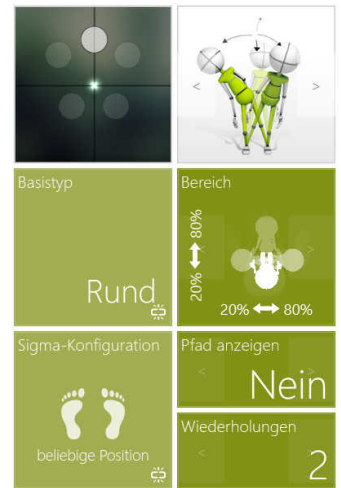 Basistyp
Rund
Bereich
20% 80%
20% 80%
Sigma-Konfiguration
beliebige Position
Pfad anzeigen
Nein
Wiederholungen
2